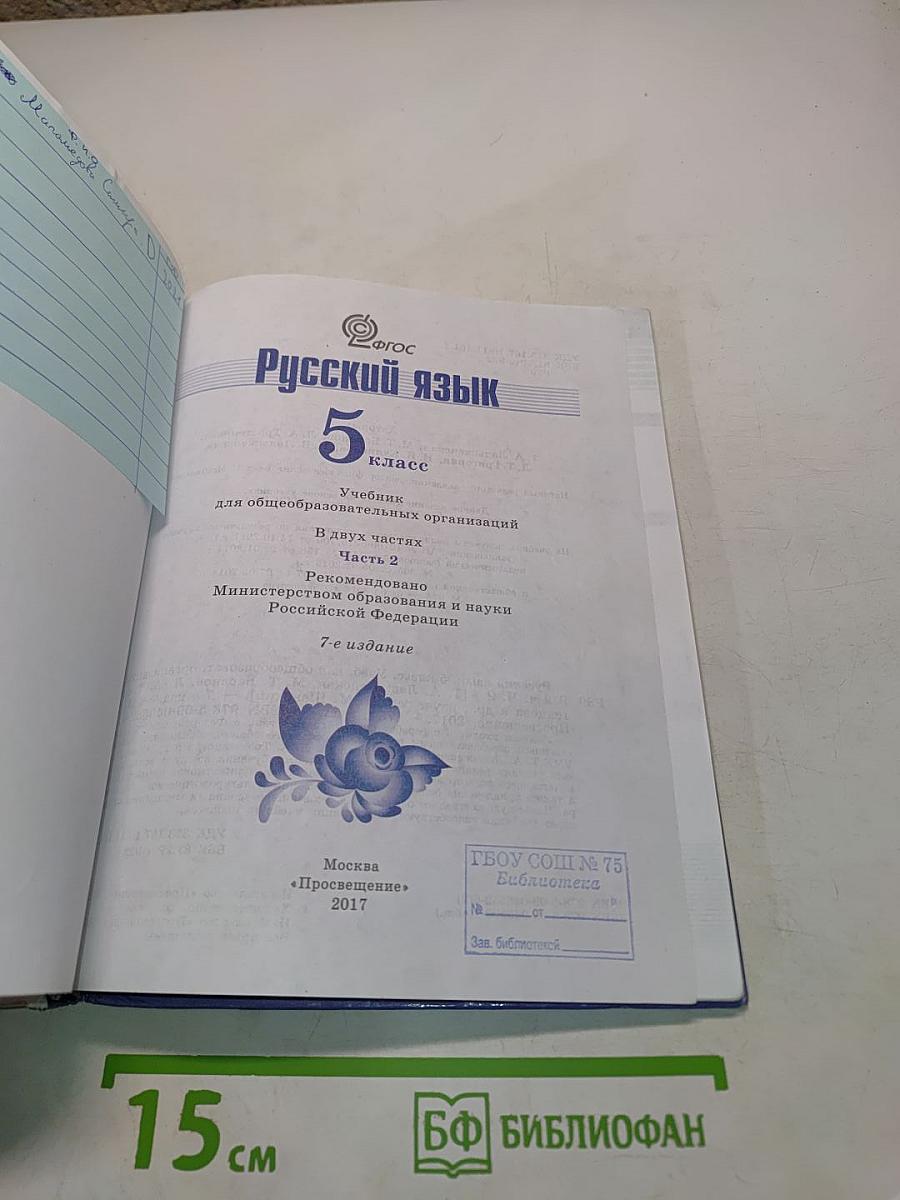 Магомедова
ФГОС
Русский язык
5
класс
Учебник
для общеобразовательных организаций
В двух частях
Часть 2
Рекомендовано
Министерством образования и науки
Российской Федерации
7-е издание
Москва
«Просвещение»
2017
ГБОУ СОШ № 75
Библиотека
№ от
Зав. библиотекой
15 см
БФ БИБЛИОФАН